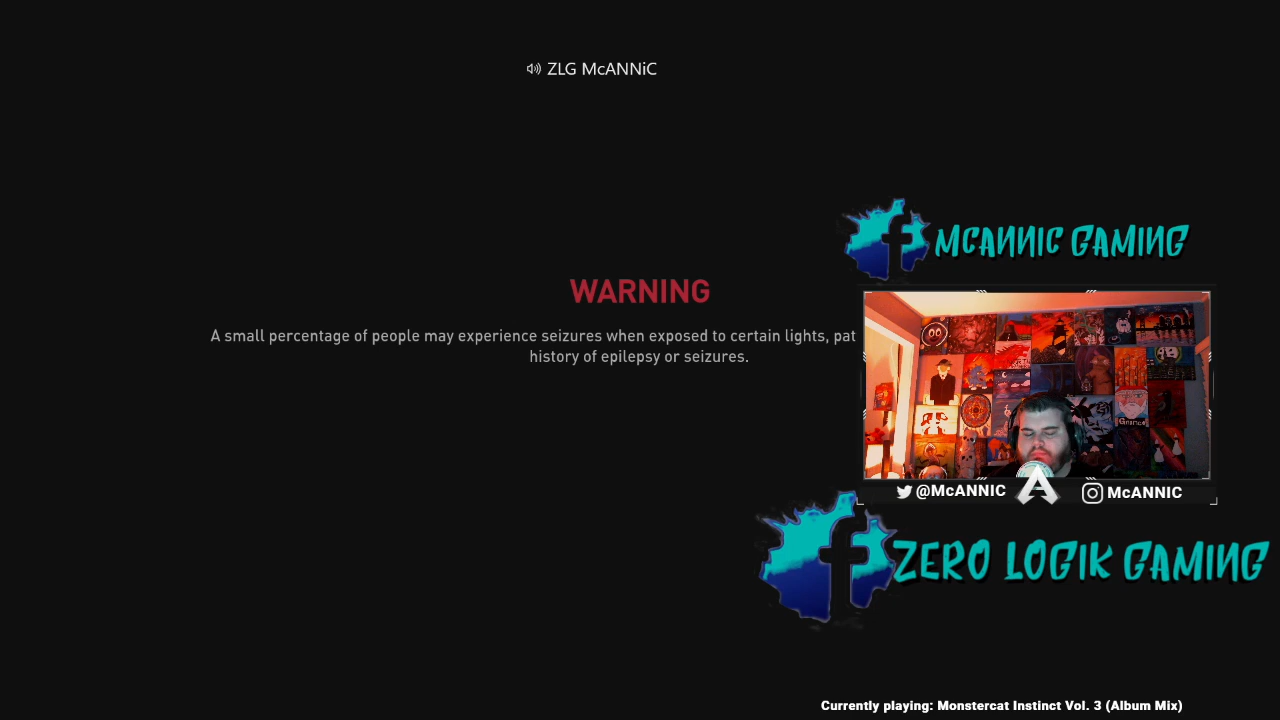 ZLG McANNiC
MCANNIC GAMING
WARNING
A small percentage of people may experience seizures when exposed to certain lights, pat
history of epilepsy or seizures.
@McANNIC
McANNIC
ZERO LOGIK GAMING
Currently playing: Monstercat Instinct Vol. 3 (Album Mix)